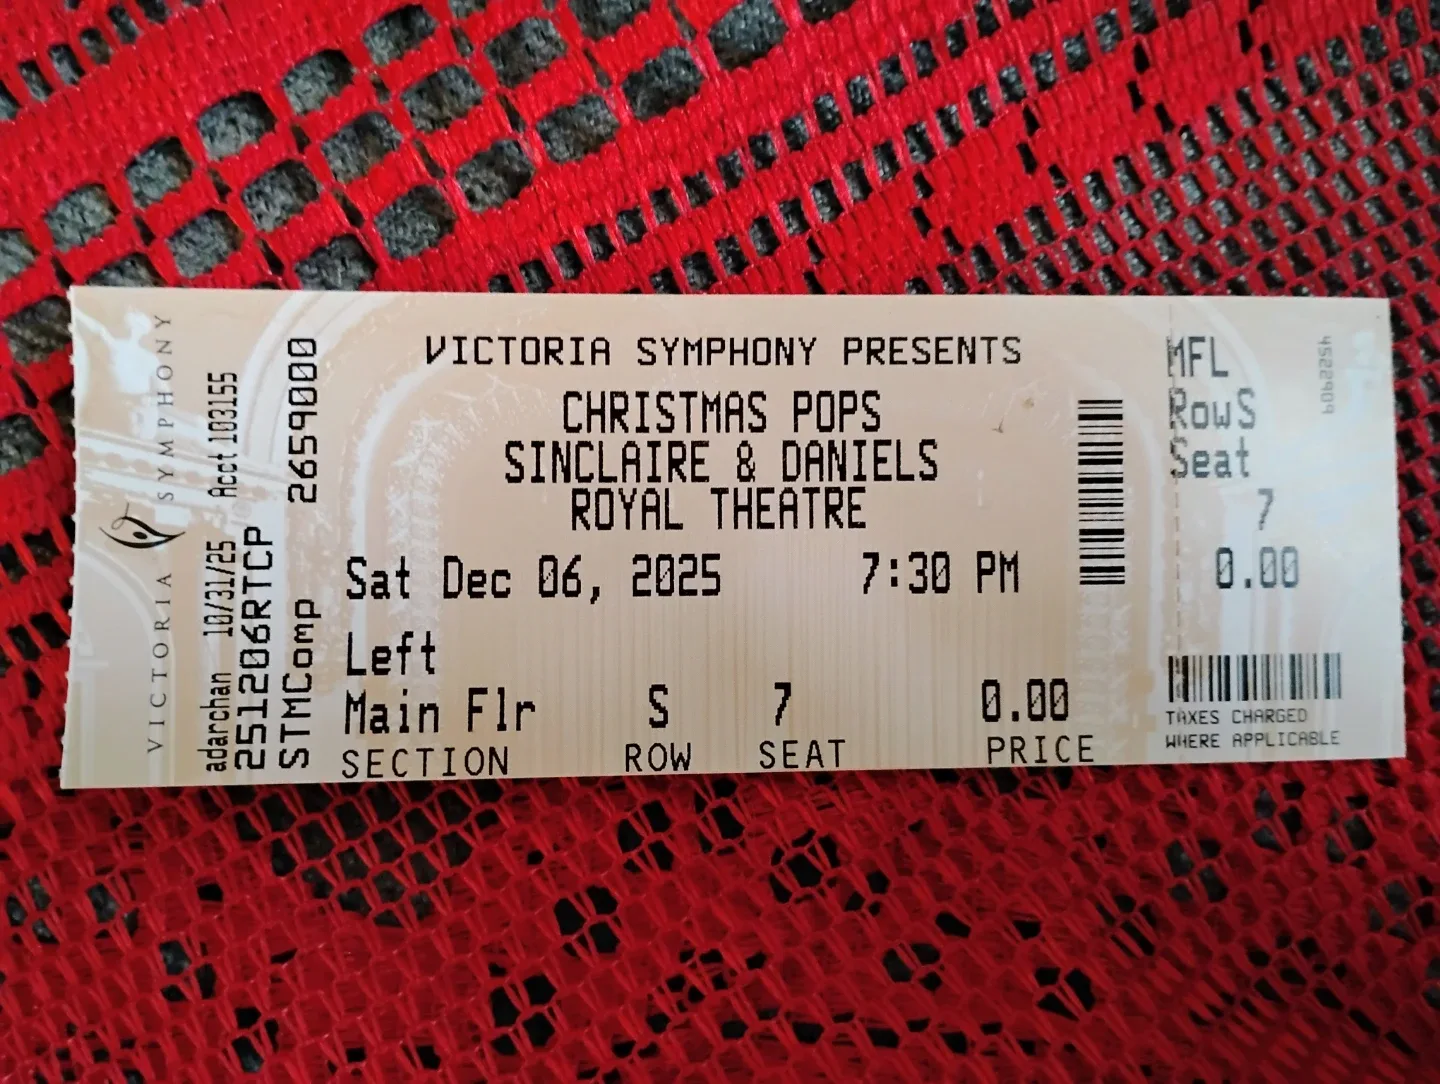 VICTORIA SYMPHONY
adarchan 10/31/25 Acct 103155
251206RTCP
STMComp 2659000
VICTORIA SYMPHONY PRESENTS
CHRISTMAS POPS
SINCLAIRE & DANIELS
ROYAL THEATRE
Sat Dec 06, 2025 7:30 PM
Left
Main Flr S 7 0.00
SECTION ROW SEAT PRICE
MFL
RowS
Seat
7
0.00
TAXES CHARGED
WHERE APPLICABLE